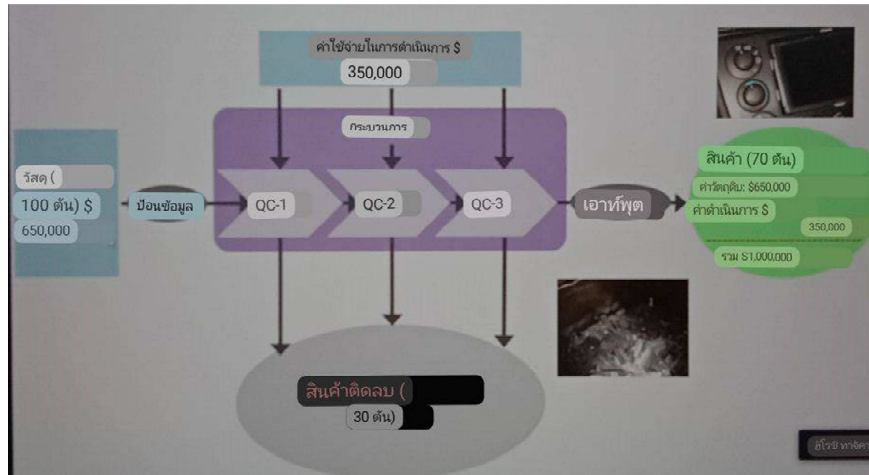 ค่าใช้จ่ายในการดำเนินการ $
350,000
กระบวนการ
วัสดุ (
100 ตัน) $
650,000
ป้อนข้อมูล
QC-1
QC-2
QC-3
เอาท์พุต
สินค้า (70 ตัน)
ค่าวัตถุดิบ: $650,000
ค่าดำเนินการ $
350,000
รวม $1,000,000
สินค้าติดลบ (
30 ตัน)